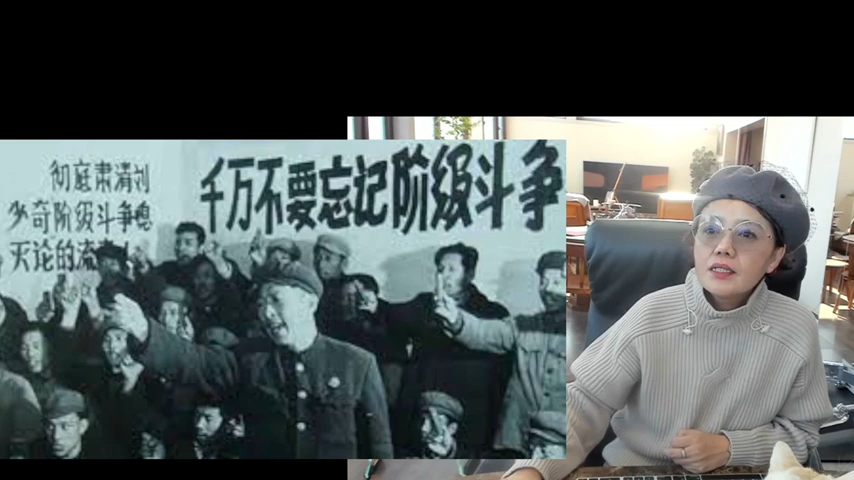 彻底肃清刘
少奇阶级斗争熄
灭论的流
千万不要忘记阶级斗争